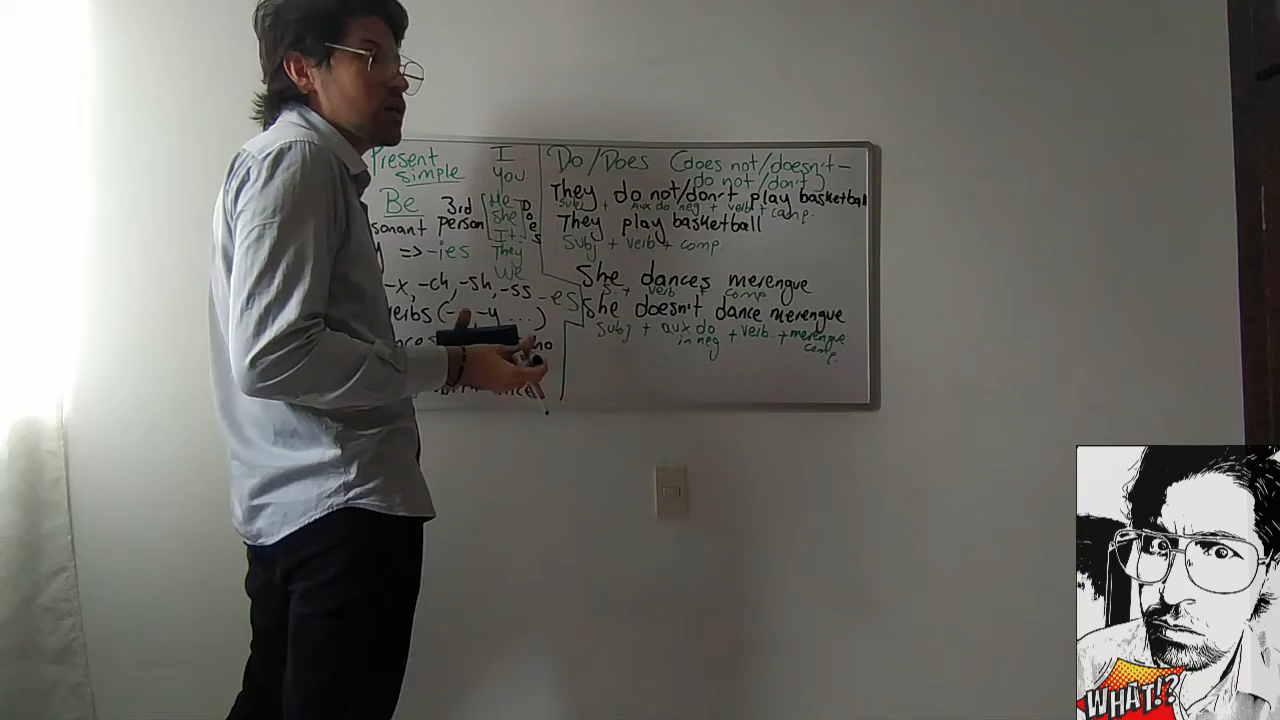 Present
simple
Be
3rd
person
sonant
y => -ies
-x, -ch, -sh, -ss -es
verbs (- , -y ...)
I
you
He
She
It
They
We
Does
Do/Does (does not/doesn't -
do not/don't)
They do not/don't play basketball
subj + aux do neg + verb + comp.
They play basketball
Subj + verb + comp.
She dances merengue
S + verb + comp
She doesn't dance merengue
Subj + aux do + verb + merengue
in neg comp.
WHAT!?